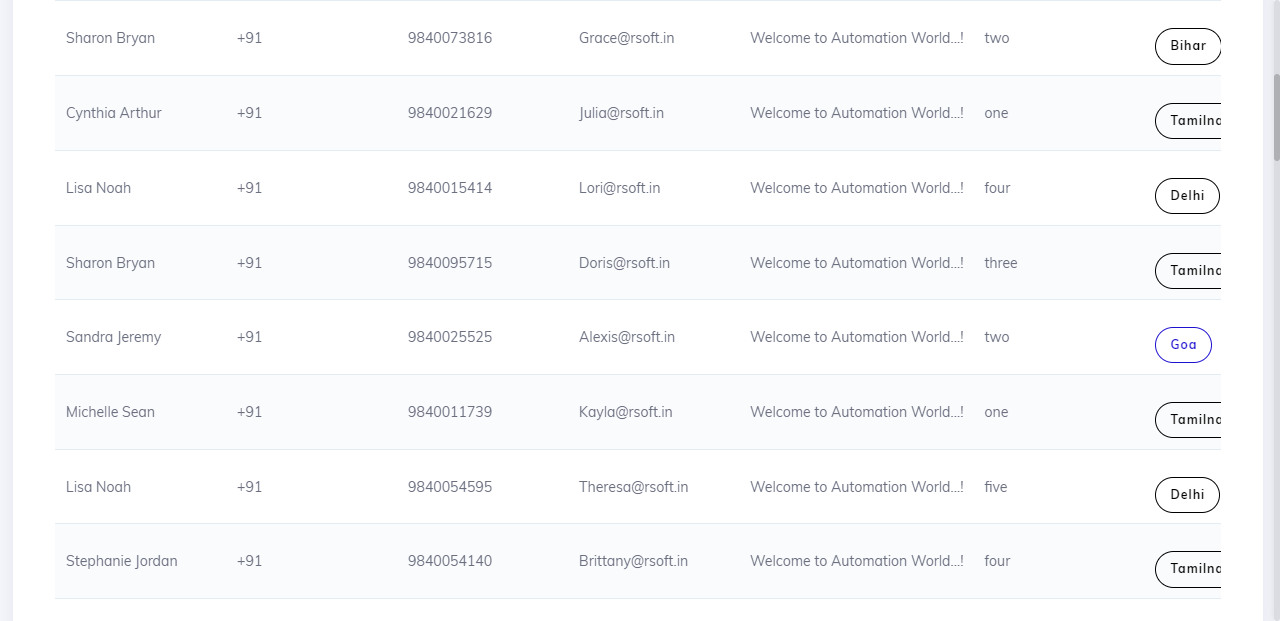 Sharon Bryan +91 9840073816 Grace@rsoft.in Welcome to Automation World...! two Bihar
Cynthia Arthur +91 9840021629 Julia@rsoft.in Welcome to Automation World...! one Tamilna
Lisa Noah +91 9840015414 Lori@rsoft.in Welcome to Automation World...! four Delhi
Sharon Bryan +91 9840095715 Doris@rsoft.in Welcome to Automation World...! three Tamilna
Sandra Jeremy +91 9840025525 Alexis@rsoft.in Welcome to Automation World...! two Goa
Michelle Sean +91 9840011739 Kayla@rsoft.in Welcome to Automation World...! one Tamilna
Lisa Noah +91 9840054595 Theresa@rsoft.in Welcome to Automation World...! five Delhi
Stephanie Jordan +91 9840054140 Brittany@rsoft.in Welcome to Automation World...! four Tamilna